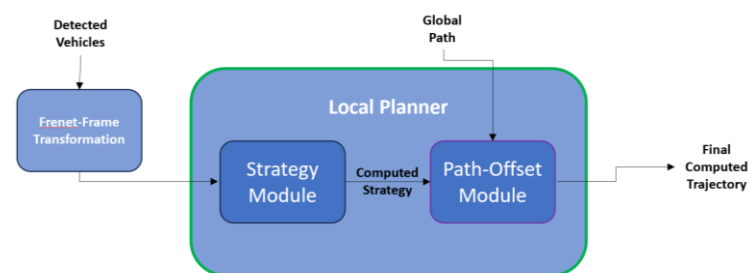 Detected
Vehicles
Global
Path
Frenet-Frame
Transformation
Local Planner
Strategy
Module
Computed
Strategy
Path-Offset
Module
Final
Computed
Trajectory